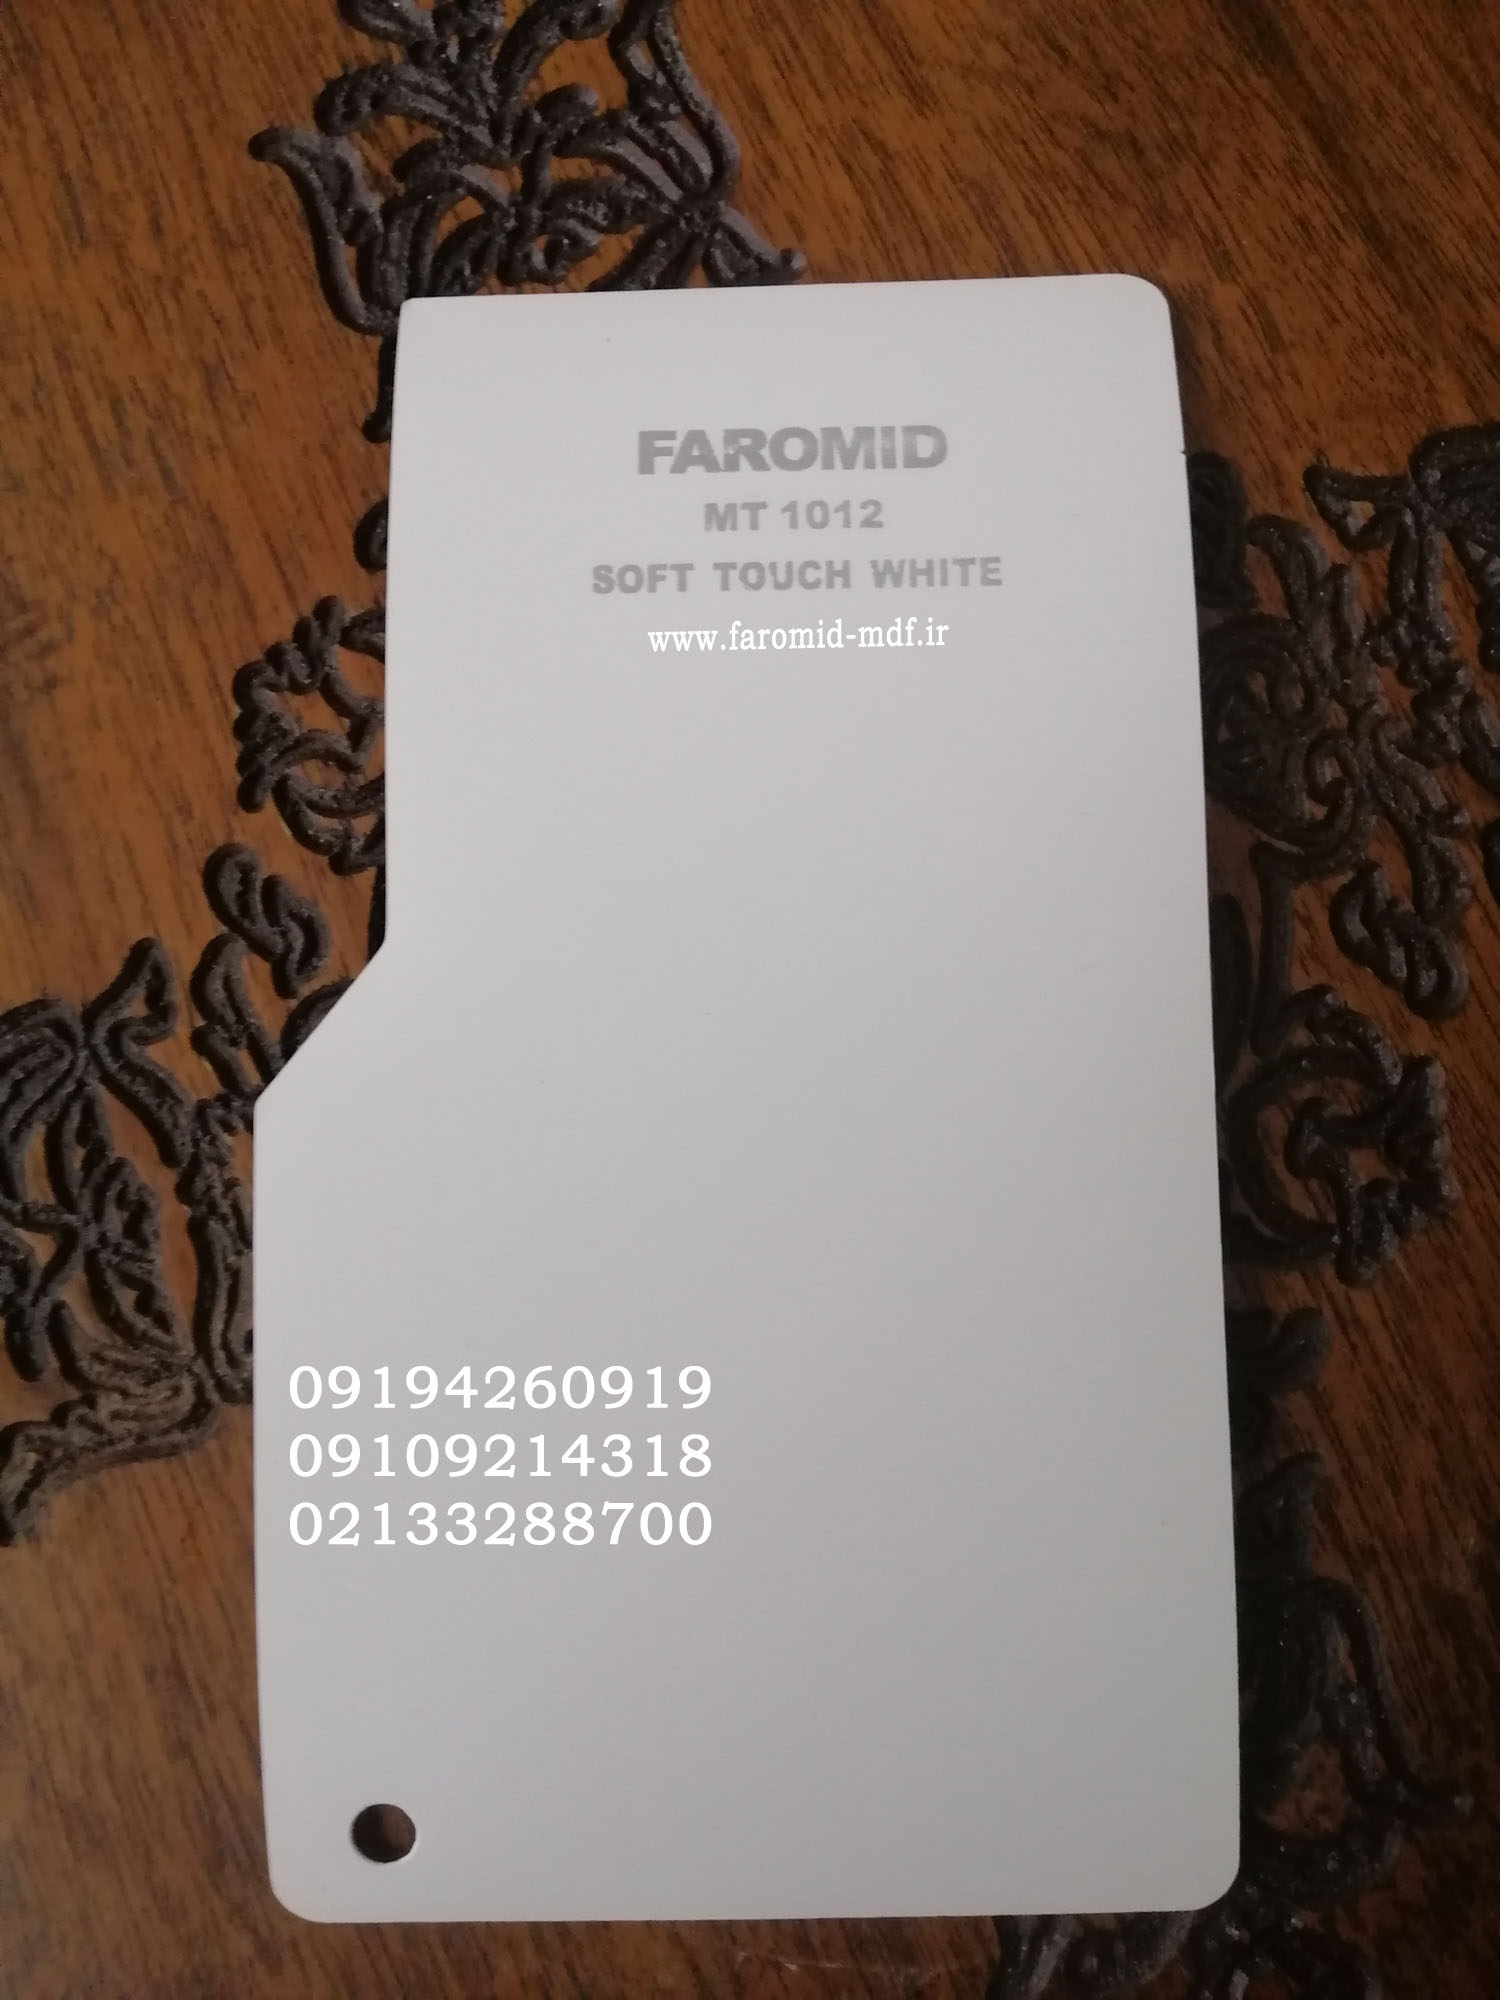 FAROMID
MT 1012
SOFT TOUCH WHITE
www.faromid-mdf.ir
09194260919
09109214318
02133288700